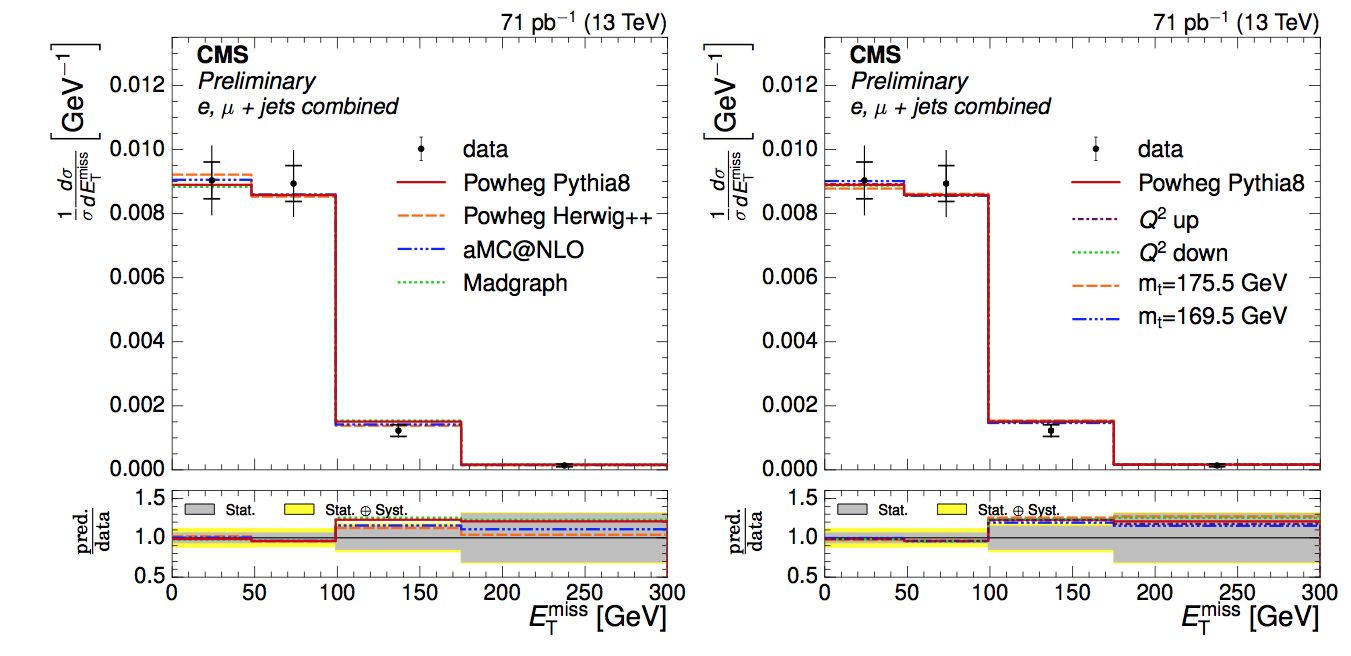 71 pb⁻¹ (13 TeV)
CMS
Preliminary
e, μ + jets combined
data
Powheg Pythia8
Powheg Herwig++
aMC@NLO
Madgraph
1/σ dσ/dE_T^miss [GeV⁻¹]
0.012
0.010
0.008
0.006
0.004
0.002
0.000
Stat.
Stat. ⊕ Syst.
pred./data
1.5
1.0
0.5
0 50 100 150 200 250 300
E_T^miss [GeV]
71 pb⁻¹ (13 TeV)
CMS
Preliminary
e, μ + jets combined
data
Powheg Pythia8
Q² up
Q² down
m_t=175.5 GeV
m_t=169.5 GeV
1/σ dσ/dE_T^miss [GeV⁻¹]
0.012
0.010
0.008
0.006
0.004
0.002
0.000
Stat.
Stat. ⊕ Syst.
pred./data
1.5
1.0
0.5
0 50 100 150 200 250 300
E_T^miss [GeV]